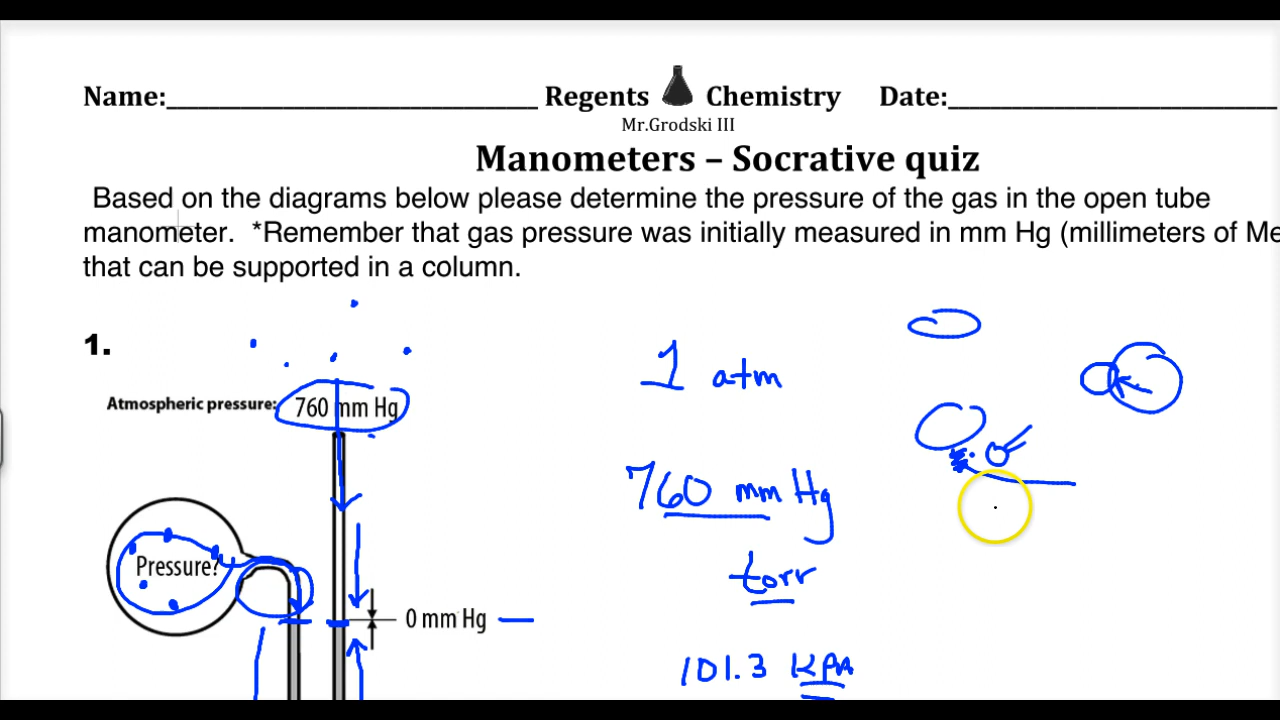 Name:______________________________ Regents Chemistry Date:__________________________
Mr.Grodski III
Manometers – Socrative quiz
Based on the diagrams below please determine the pressure of the gas in the open tube
manometer. *Remember that gas pressure was initially measured in mm Hg (millimeters of Me
that can be supported in a column.
1.
1 atm
Atmospheric pressure: 760 mm Hg
760 mm Hg
Pressure?
torr
0 mm Hg
101.3 KPA